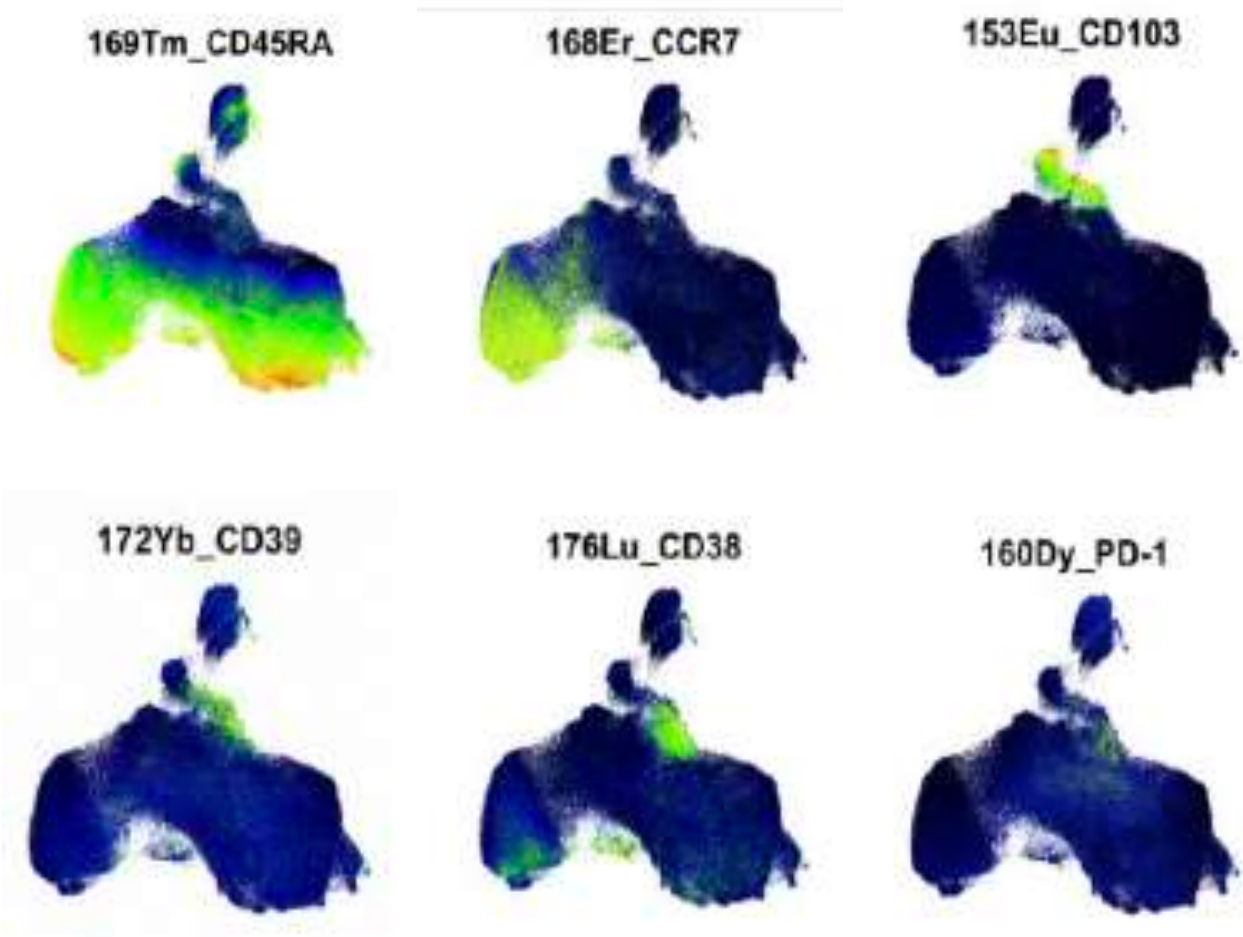 169Tm_CD45RA
168Er_CCR7
153Eu_CD103
172Yb_CD39
176Lu_CD38
160Dy_PD-1